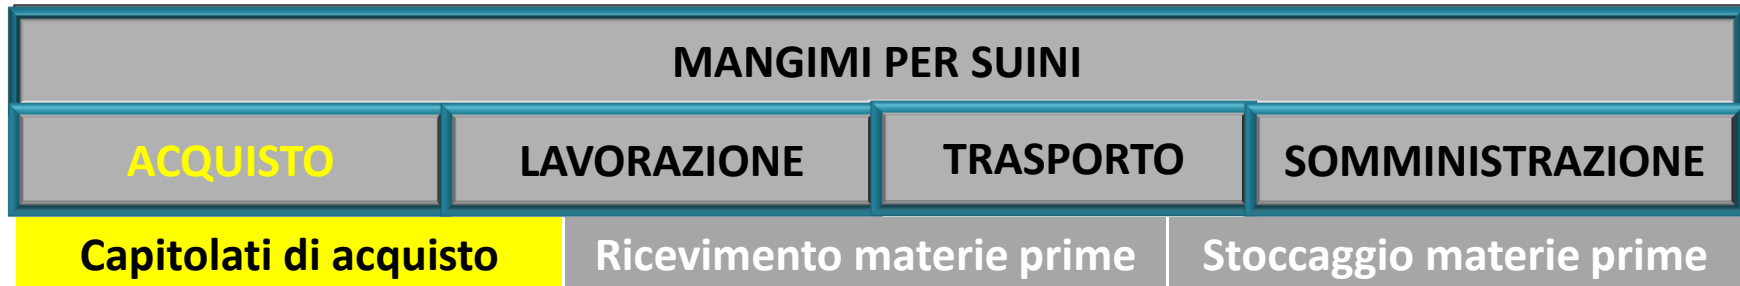 MANGIMI PER SUINI
ACQUISTO LAVORAZIONE TRASPORTO SOMMINISTRAZIONE
Capitolati di acquisto Ricevimento materie prime Stoccaggio materie prime